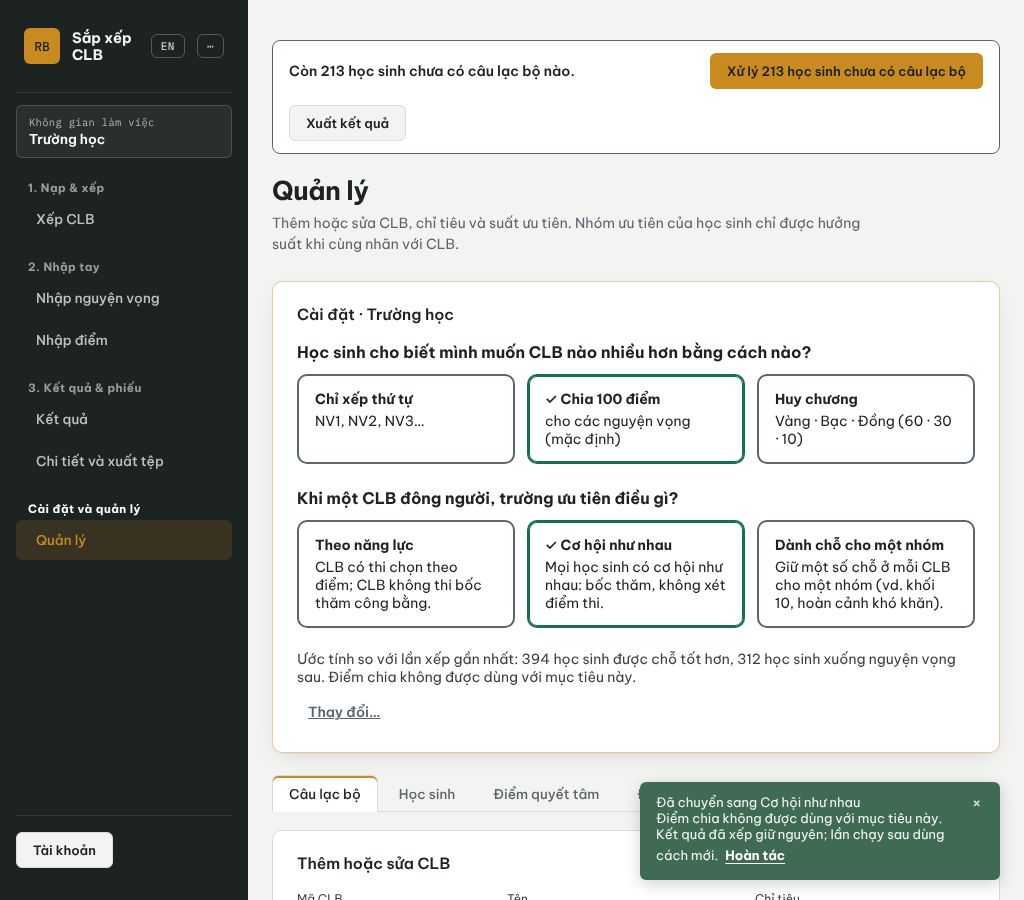 RB
Sắp xếp
CLB
EN
⋯
Không gian làm việc
Trường học
1. Nạp & xếp
Xếp CLB
2. Nhập tay
Nhập nguyện vọng
Nhập điểm
3. Kết quả & phiếu
Kết quả
Chi tiết và xuất tệp
Cài đặt và quản lý
Quản lý
Tài khoản
Còn 213 học sinh chưa có câu lạc bộ nào.
Xử lý 213 học sinh chưa có câu lạc bộ
Xuất kết quả
Quản lý
Thêm hoặc sửa CLB, chỉ tiêu và suất ưu tiên. Nhóm ưu tiên của học sinh chỉ được hưởng
suất khi cùng nhãn với CLB.
Cài đặt · Trường học
Học sinh cho biết mình muốn CLB nào nhiều hơn bằng cách nào?
Chỉ xếp thứ tự
NV1, NV2, NV3…
✓ Chia 100 điểm
cho các nguyện vọng
(mặc định)
Huy chương
Vàng · Bạc · Đồng (60 · 30
· 10)
Khi một CLB đông người, trường ưu tiên điều gì?
Theo năng lực
CLB có thi chọn theo
điểm; CLB không thi bốc
thăm công bằng.
✓ Cơ hội như nhau
Mọi học sinh có cơ hội như
nhau: bốc thăm, không xét
điểm thi.
Dành chỗ cho một nhóm
Giữ một số chỗ ở mỗi CLB
cho một nhóm (vd. khối
10, hoàn cảnh khó khăn).
Ước tính so với lần xếp gần nhất: 394 học sinh được chỗ tốt hơn, 312 học sinh xuống nguyện vọng
sau. Điểm chia không được dùng với mục tiêu này.
Thay đổi…
Câu lạc bộ
Học sinh
Điểm quyết tâm
Thêm hoặc sửa CLB
Mã CLB
Tên
Chỉ tiêu
Đã chuyển sang Cơ hội như nhau
×
Điểm chia không được dùng với mục tiêu này.
Kết quả đã xếp giữ nguyên; lần chạy sau dùng
cách mới. Hoàn tác